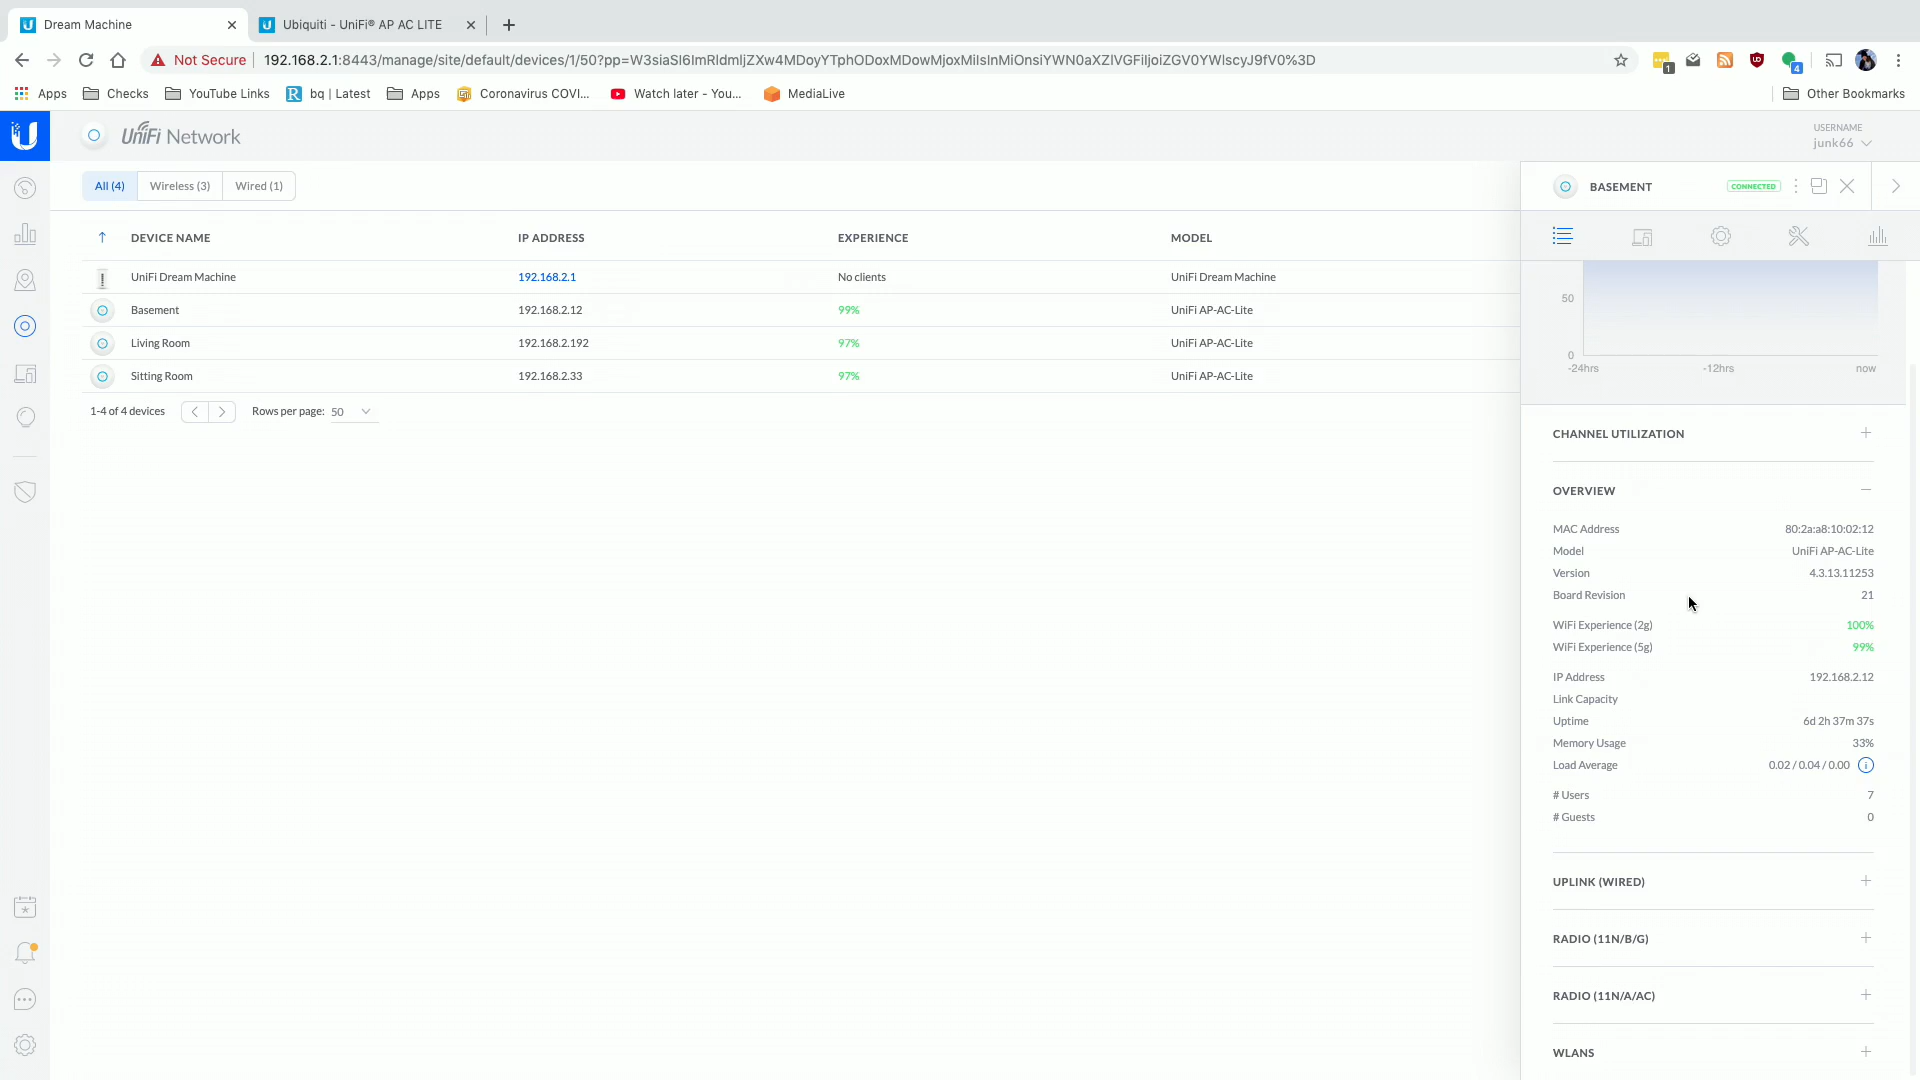 Dream Machine
Ubiquiti - UniFi® AP AC LITE
Not Secure
192.168.2.1:8443/manage/site/default/devices/1/50?pp=W3siaSI6ImRldmljZXw4MDoyYTphODoxMDowMjoxMiIsInMiOnsiYWN0aXZlVGFiIjoiZGV0YWlscyJ9fV0%3D
1
4
Apps
Checks
YouTube Links
bq | Latest
Apps
Coronavirus COVI...
Watch later - You...
MediaLive
Other Bookmarks
UniFi Network
USERNAME
junk66
All (4)
Wireless (3)
Wired (1)
DEVICE NAME IP ADDRESS EXPERIENCE MODEL
UniFi Dream Machine 192.168.2.1 No clients UniFi Dream Machine
Basement 192.168.2.12 99% UniFi AP-AC-Lite
Living Room 192.168.2.192 97% UniFi AP-AC-Lite
Sitting Room 192.168.2.33 97% UniFi AP-AC-Lite
1-4 of 4 devices
Rows per page: 50
BASEMENT
CONNECTED
50
0
-24hrs -12hrs now
CHANNEL UTILIZATION
OVERVIEW
MAC Address 80:2a:a8:10:02:12
Model UniFi AP-AC-Lite
Version 4.3.13.11253
Board Revision 21
WiFi Experience (2g) 100%
WiFi Experience (5g) 99%
IP Address 192.168.2.12
Link Capacity
Uptime 6d 2h 37m 37s
Memory Usage 33%
Load Average 0.02 / 0.04 / 0.00
# Users 7
# Guests 0
UPLINK (WIRED)
RADIO (11N/B/G)
RADIO (11N/A/AC)
WLANS